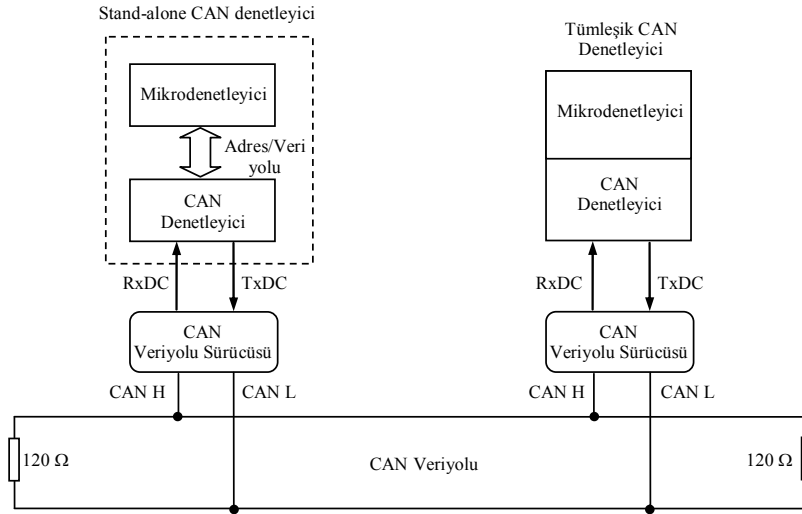 Stand-alone CAN denetleyici
Mikrodenetleyici
Adres/Veri
yolu
CAN
Denetleyici
RxDC
TxDC
CAN
Veriyolu Sürücüsü
CAN H
CAN L
Tümleşik CAN
Denetleyici
Mikrodenetleyici
CAN
Denetleyici
RxDC
TxDC
CAN
Veriyolu Sürücüsü
CAN H
CAN L
120 Ω
CAN Veriyolu
120 Ω